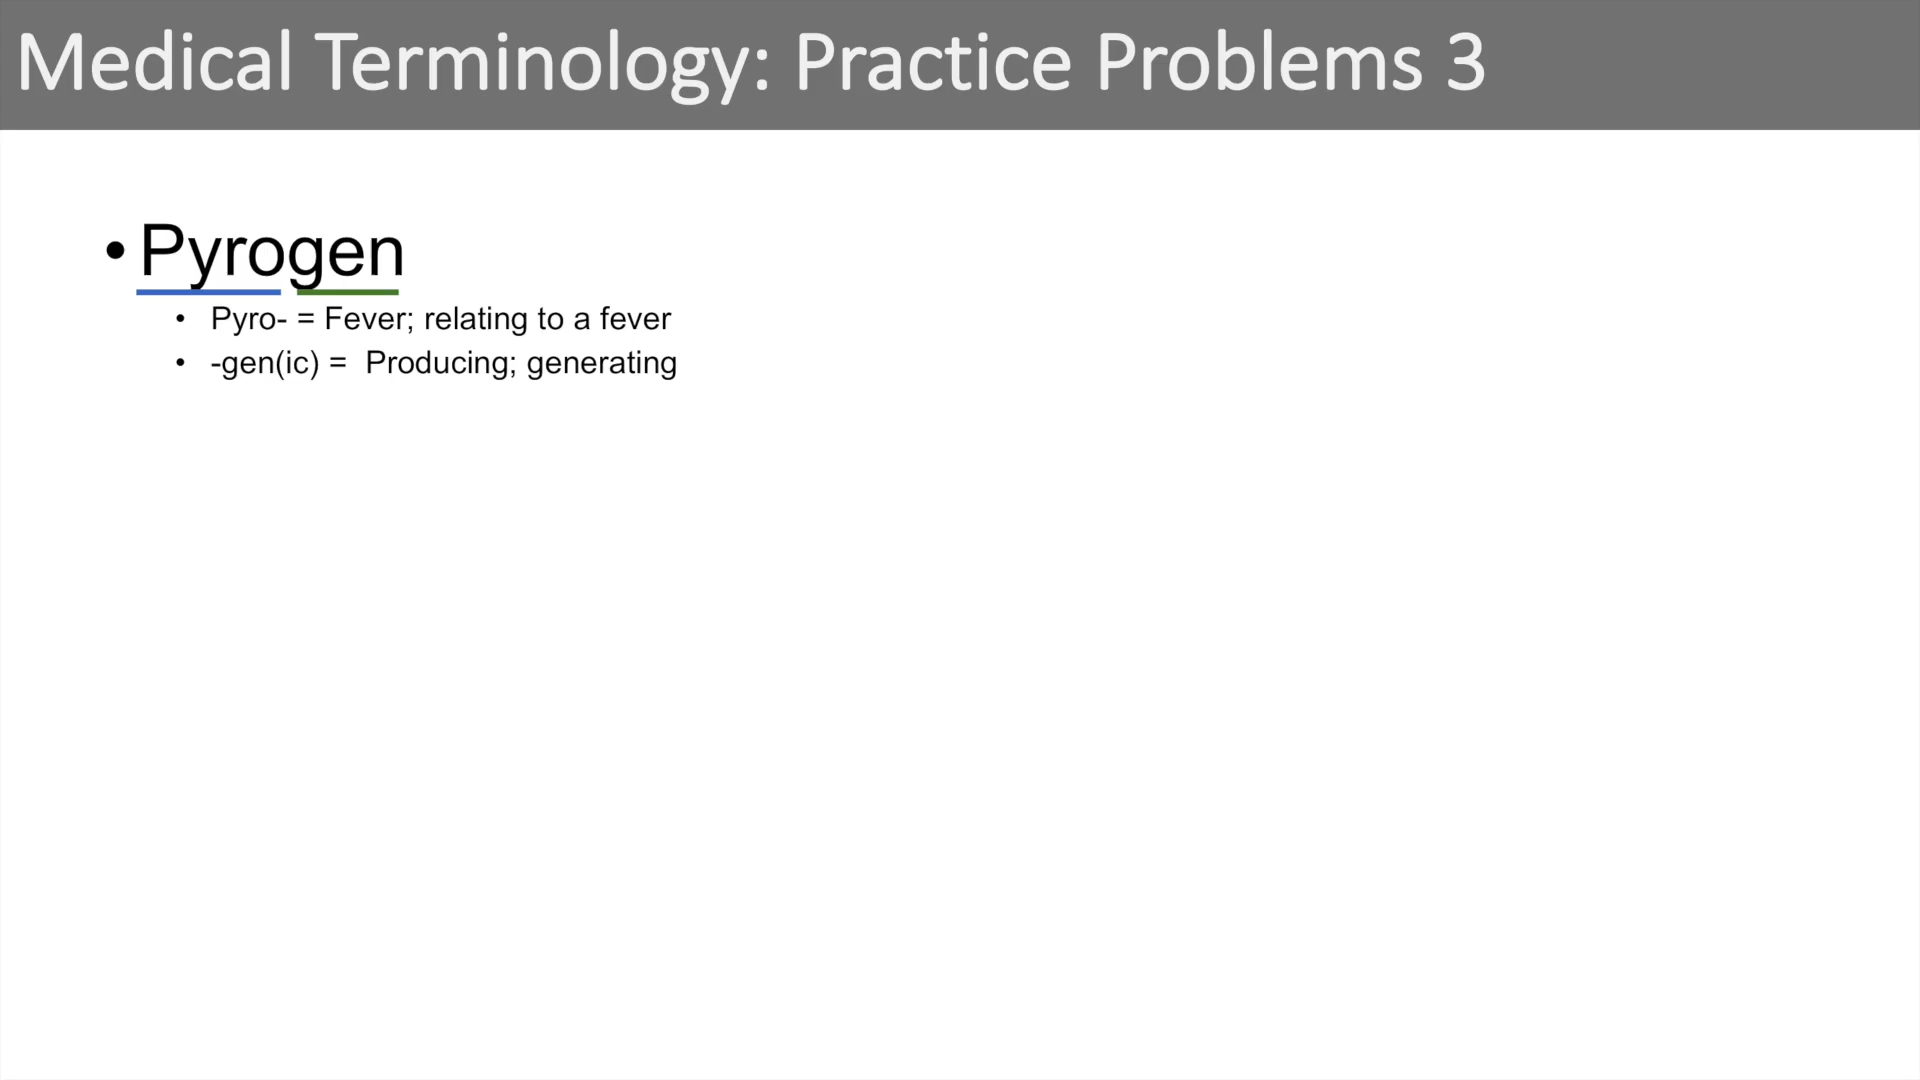 Medical Terminology: Practice Problems 3
• Pyrogen
• Pyro- = Fever; relating to a fever
• -gen(ic) = Producing; generating